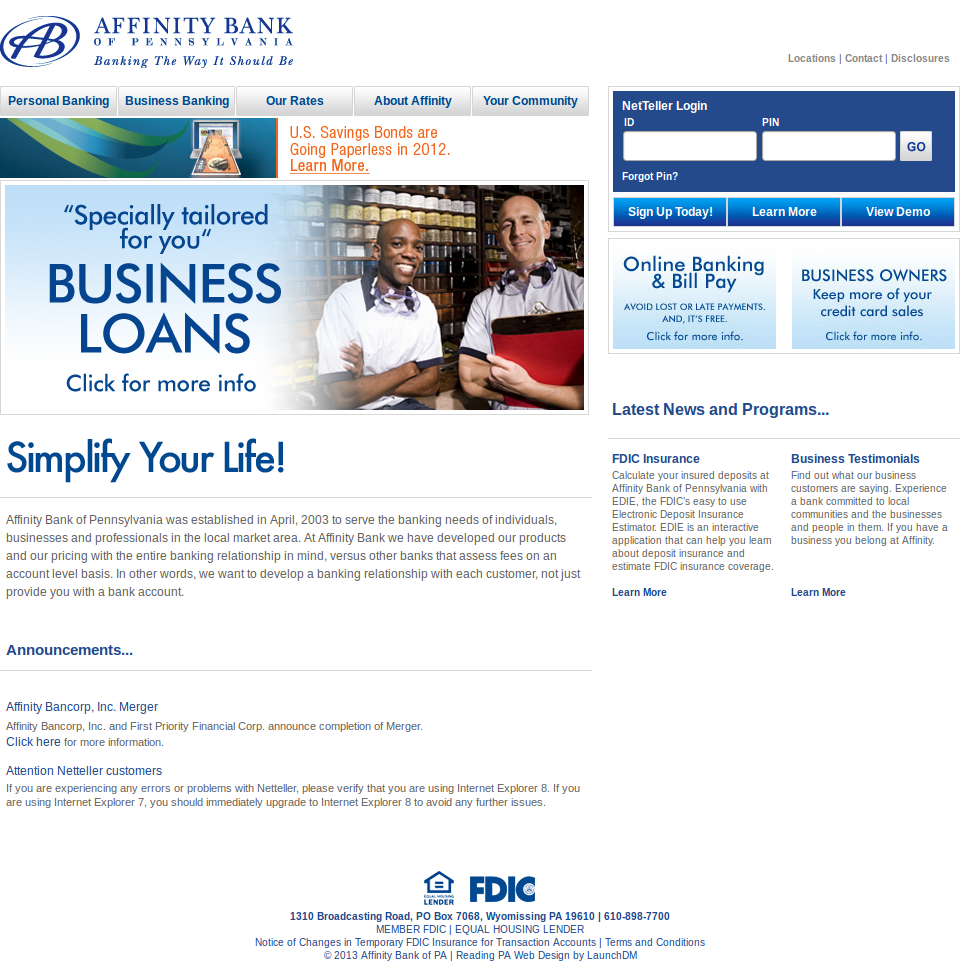 AFFINITY BANK
OF PENNSYLVANIA
Banking The Way It Should Be
AB
Locations | Contact | Disclosures
Personal Banking
Business Banking
Our Rates
About Affinity
Your Community
U.S. Savings Bonds are
Going Paperless in 2012.
Learn More.
“Specially tailored
for you“
BUSINESS
LOANS
Click for more info
NetTeller Login
ID
PIN
GO
Forgot Pin?
Sign Up Today!
Learn More
View Demo
Online Banking
& Bill Pay
AVOID LOST OR LATE PAYMENTS.
AND, IT'S FREE.
Click for more info.
BUSINESS OWNERS
Keep more of your
credit card sales
Click for more info.
Simplify Your Life!
Affinity Bank of Pennsylvania was established in April, 2003 to serve the banking needs of individuals,
businesses and professionals in the local market area. At Affinity Bank we have developed our products
and our pricing with the entire banking relationship in mind, versus other banks that assess fees on an
account level basis. In other words, we want to develop a banking relationship with each customer, not just
provide you with a bank account.
Latest News and Programs...
FDIC Insurance
Calculate your insured deposits at
Affinity Bank of Pennsylvania with
EDIE, the FDIC's easy to use
Electronic Deposit Insurance
Estimator. EDIE is an interactive
application that can help you learn
about deposit insurance and
estimate FDIC insurance coverage.
Learn More
Business Testimonials
Find out what our business
customers are saying. Experience
a bank committed to local
communities and the businesses
and people in them. If you have a
business you belong at Affinity.
Learn More
Announcements...
Affinity Bancorp, Inc. Merger
Affinity Bancorp, Inc. and First Priority Financial Corp. announce completion of Merger.
Click here for more information.
Attention Netteller customers
If you are experiencing any errors or problems with Netteller, please verify that you are using Internet Explorer 8. If you
are using Internet Explorer 7, you should immediately upgrade to Internet Explorer 8 to avoid any further issues.
EQUAL HOUSING
LENDER
FDIC
1310 Broadcasting Road, PO Box 7068, Wyomissing PA 19610 | 610-898-7700
MEMBER FDIC | EQUAL HOUSING LENDER
Notice of Changes in Temporary FDIC Insurance for Transaction Accounts | Terms and Conditions
© 2013 Affinity Bank of PA | Reading PA Web Design by LaunchDM